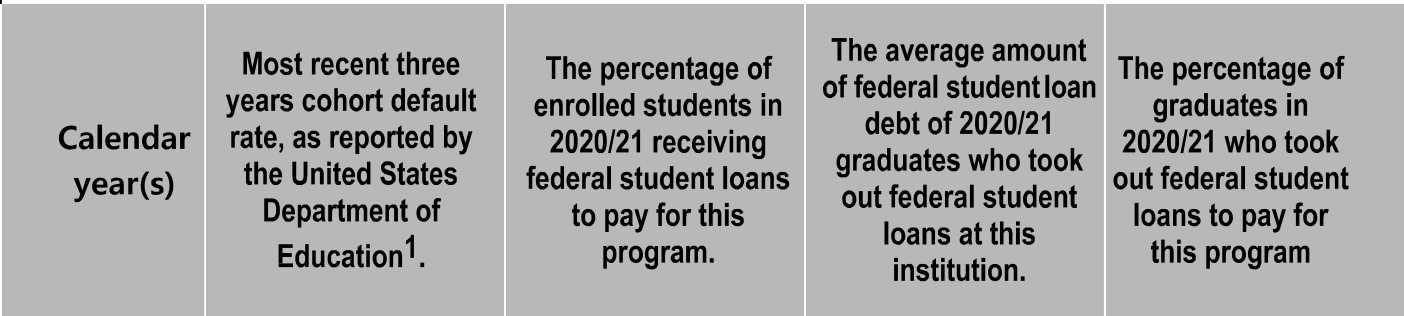 Calendar
year(s)
Most recent three
years cohort default
rate, as reported by
the United States
Department of
Education1.
The percentage of
enrolled students in
2020/21 receiving
federal student loans
to pay for this
program.
The average amount
of federal student loan
debt of 2020/21
graduates who took
out federal student
loans at this
institution.
The percentage of
graduates in
2020/21 who took
out federal student
loans to pay for
this program